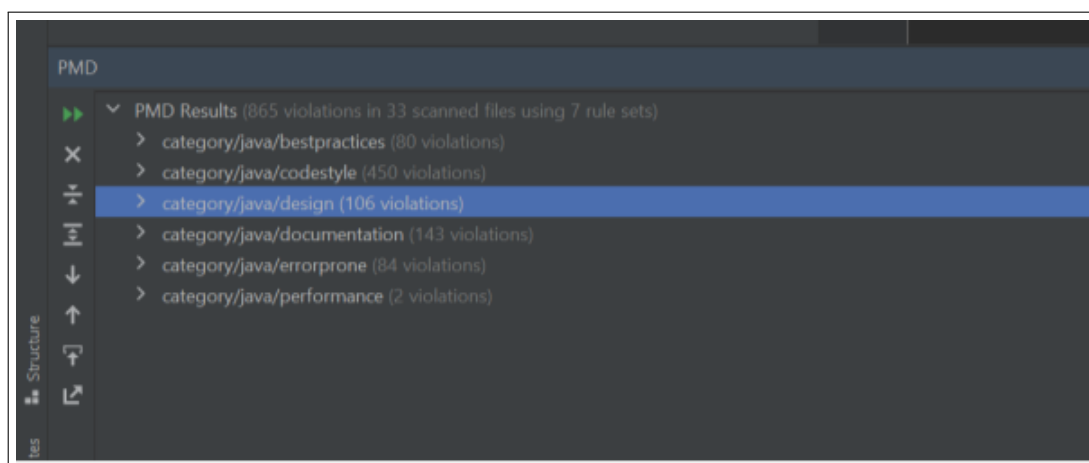 PMD
PMD Results (865 violations in 33 scanned files using 7 rule sets)
category/java/bestpractices (80 violations)
category/java/codestyle (450 violations)
category/java/design (106 violations)
category/java/documentation (143 violations)
category/java/errorprone (84 violations)
category/java/performance (2 violations)
Structure
tes